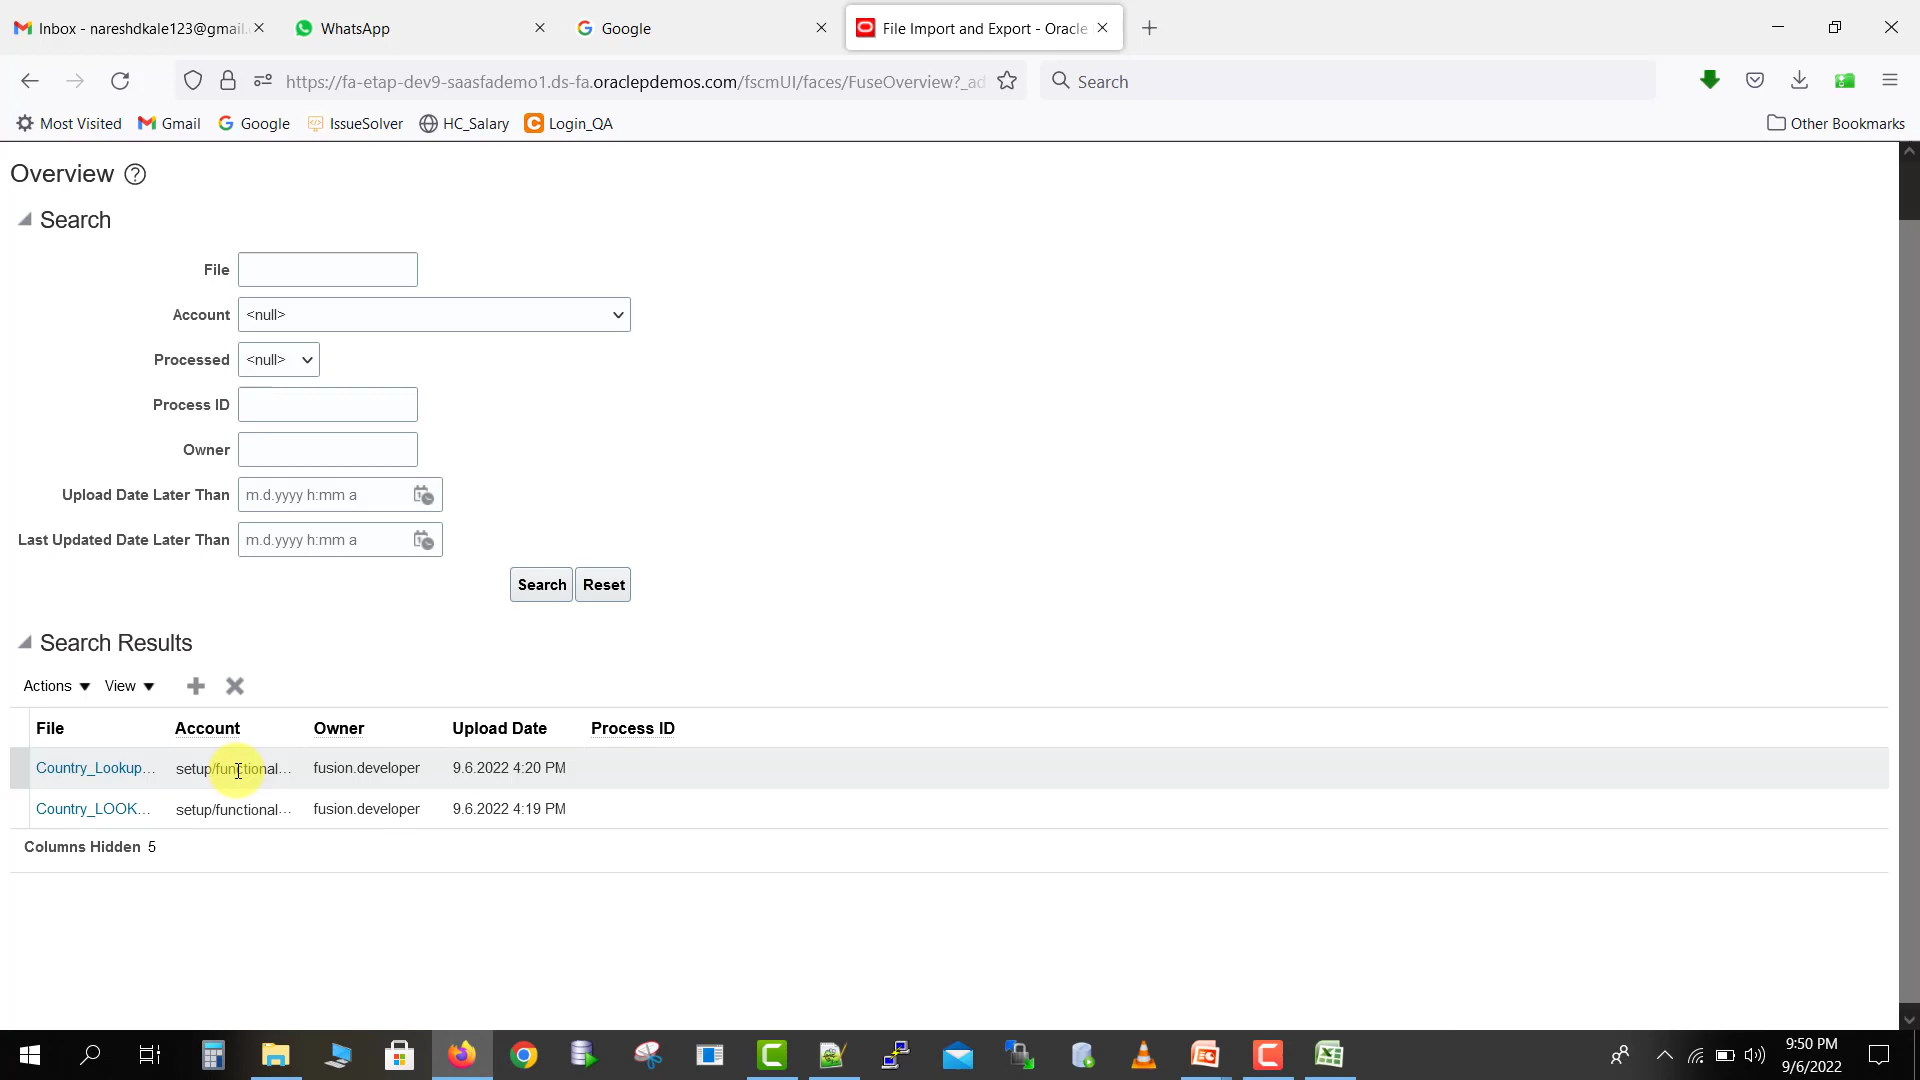 Inbox - nareshdkale123@gmail.
WhatsApp
Google
File Import and Export - Oracle
https://fa-etap-dev9-saasfademo1.ds-fa.oraclepdemos.com/fscmUI/faces/FuseOverview?_ad
Search
Most Visited
Gmail
Google
IssueSolver
HC_Salary
Login_QA
Other Bookmarks
Overview
Search
File
Account <null>
Processed <null>
Process ID
Owner
Upload Date Later Than m.d.yyyy h:mm a
Last Updated Date Later Than m.d.yyyy h:mm a
Search Reset
Search Results
Actions View
File Account Owner Upload Date Process ID
Country_Lookup... setup/functional... fusion.developer 9.6.2022 4:20 PM
Country_LOOK... setup/functional... fusion.developer 9.6.2022 4:19 PM
Columns Hidden 5
9:50 PM
9/6/2022